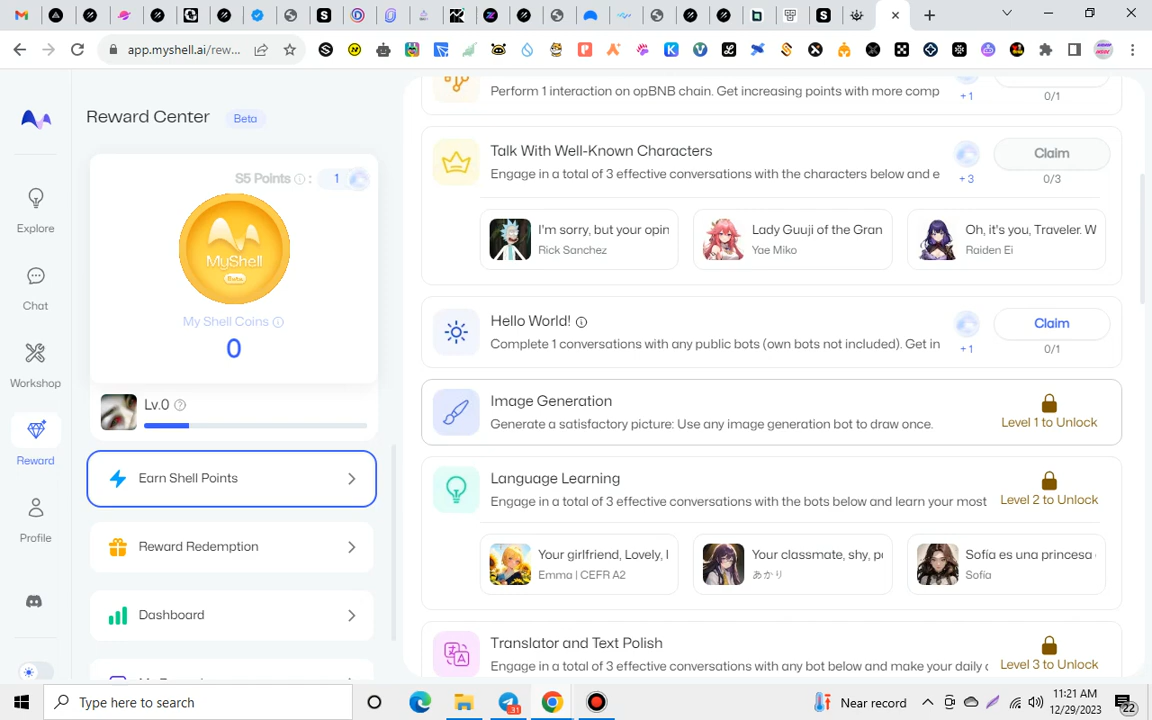 app.myshell.ai/rew...
Explore
Chat
Workshop
Reward
Profile
Reward Center
Beta
S5 Points
:
1
MyShell
Beta
My Shell Coins
0
Lv.0
Earn Shell Points
Reward Redemption
Dashboard
Perform 1 interaction on opBNB chain. Get increasing points with more comp
+ 1
0/1
Talk With Well-Known Characters
Engage in a total of 3 effective conversations with the characters below and e
+ 3
Claim
0/3
I'm sorry, but your opin
Rick Sanchez
Lady Guuji of the Gran
Yae Miko
Oh, it's you, Traveler. W
Raiden Ei
Hello World!
Complete 1 conversations with any public bots (own bots not included). Get in
+ 1
Claim
0/1
Image Generation
Generate a satisfactory picture: Use any image generation bot to draw once.
Level 1 to Unlock
Language Learning
Engage in a total of 3 effective conversations with the bots below and learn your most
Level 2 to Unlock
Your girlfriend, Lovely, I
Emma | CEFR A2
Your classmate, shy, po
あかり
Sofía es una princesa
Sofía
Translator and Text Polish
Engage in a total of 3 effective conversations with any bot below and make your daily c
Level 3 to Unlock
Type here to search
31
Near record
11:21 AM
12/29/2023
22